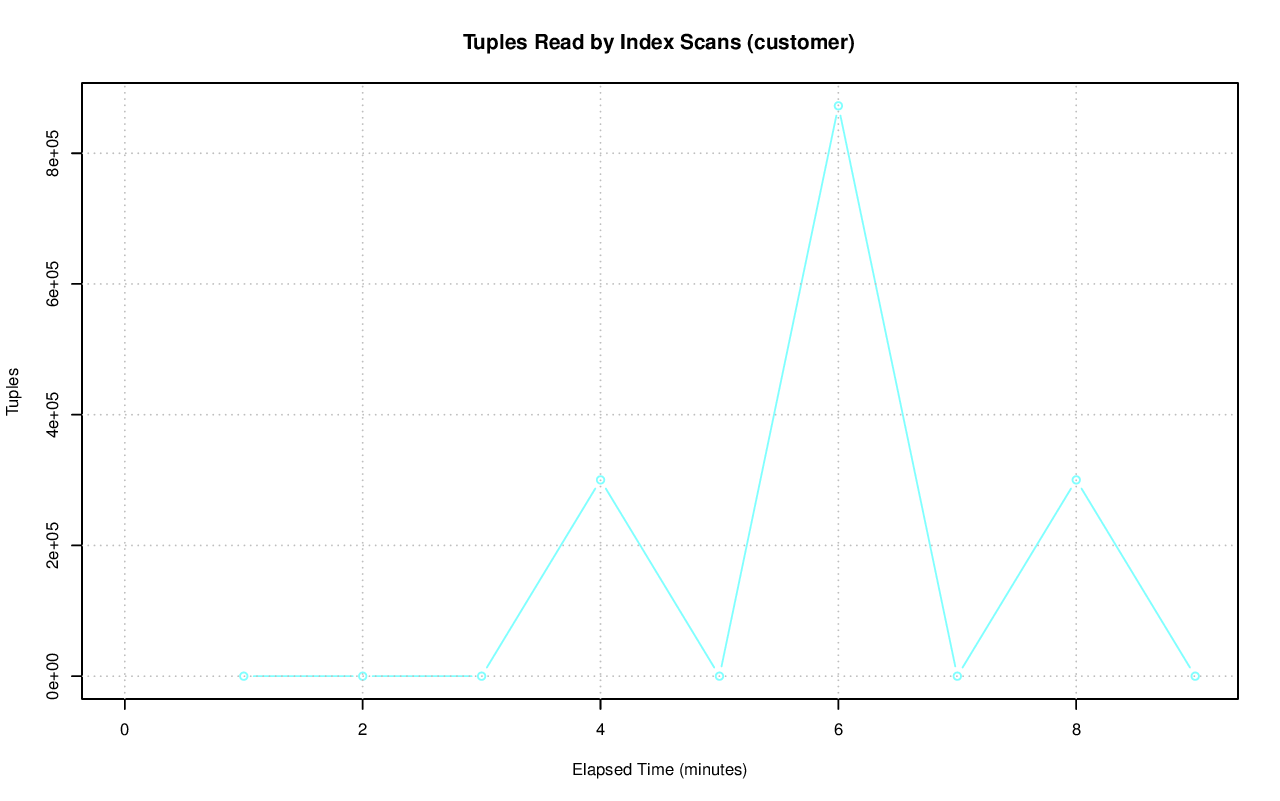 Tuples Read by Index Scans (customer)
Tuples
8e+05
6e+05
4e+05
2e+05
0e+00
0 2 4 6 8
Elapsed Time (minutes)